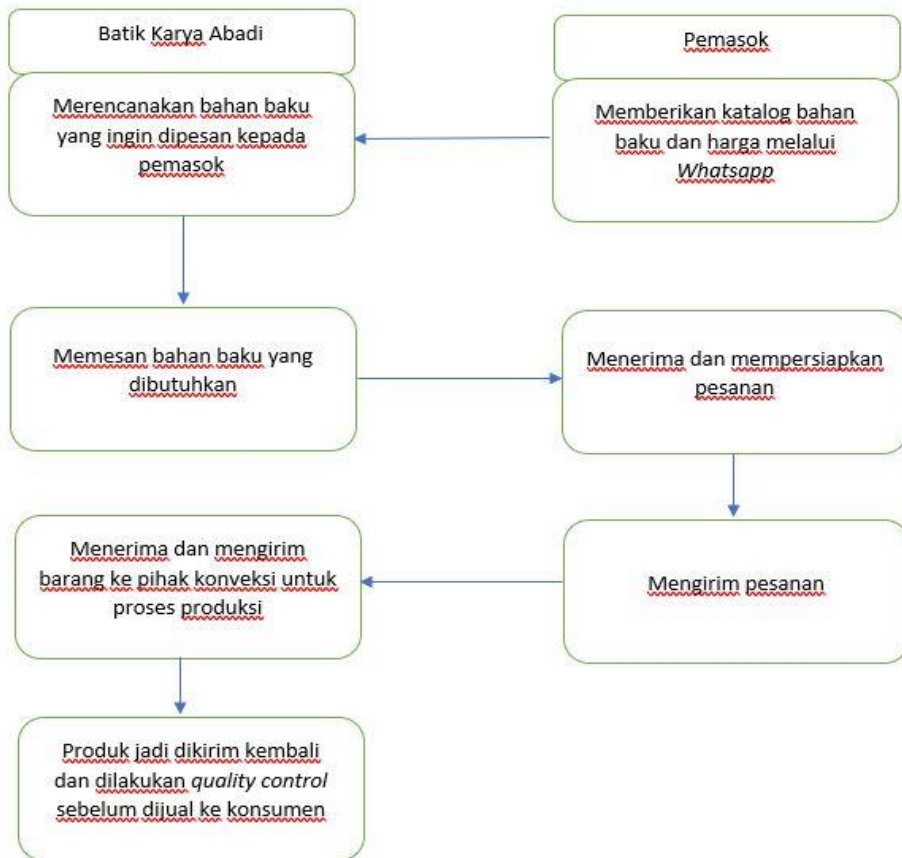 Batik Karya Abadi
Pemasok
Merencanakan bahan baku
yang ingin dipesan kepada
pemasok
Memberikan katalog bahan
baku dan harga melalui
Whatsapp
Memesan bahan baku yang
dibutuhkan
Menerima dan mempersiapkan
pesanan
Menerima dan mengirim
barang ke pihak konveksi untuk
proses produksi
Mengirim pesanan
Produk jadi dikirim kembali
dan dilakukan quality control
sebelum dijual ke konsumen